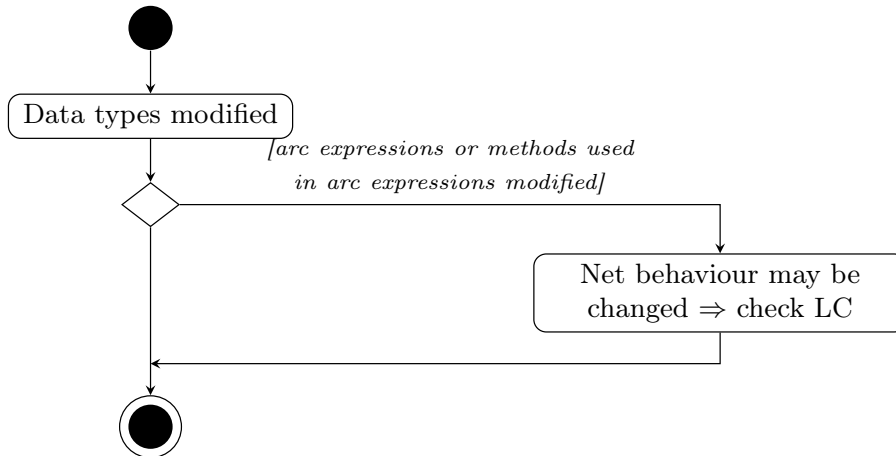 Data types modified
[arc expressions or methods used
in arc expressions modified]
Net behaviour may be
changed ⇒ check LC